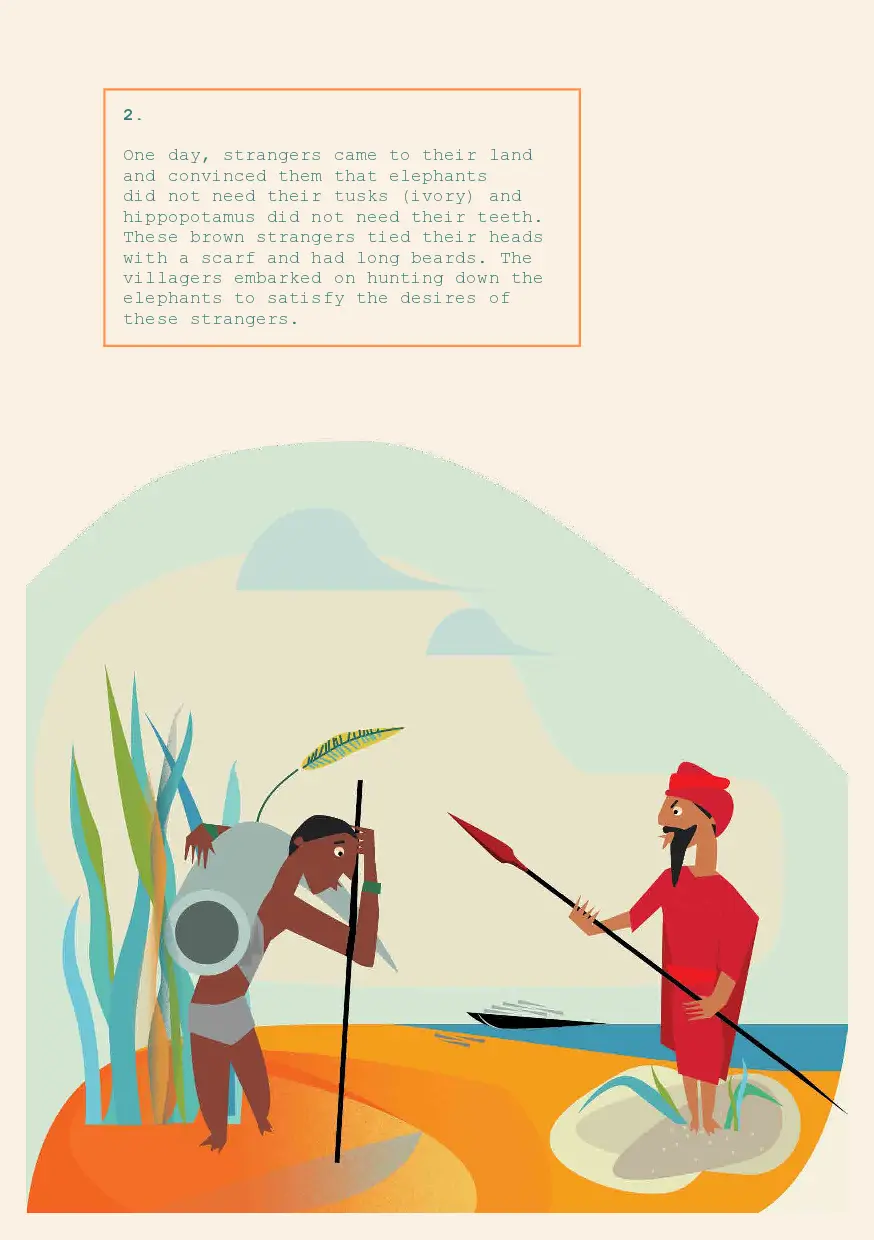 2.
One day, strangers came to their land
and convinced them that elephants
did not need their tusks (ivory) and
hippopotamus did not need their teeth.
These brown strangers tied their heads
with a scarf and had long beards. The
villagers embarked on hunting down the
elephants to satisfy the desires of
these strangers.